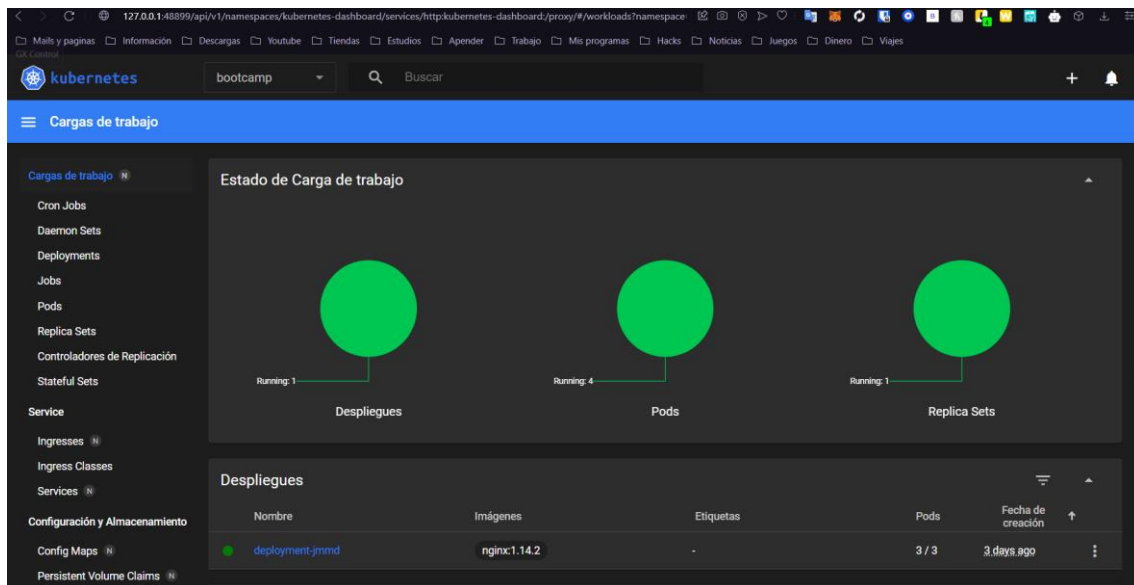 127.0.0.1:48899/api/v1/namespaces/kubernetes-dashboard/services/http:kubernetes-dashboard:/proxy/#/workloads?namespace
Mails y paginas Información Descargas Youtube Tiendas Estudios Apender Trabajo Mis programas Hacks Noticias Juegos Dinero Viajes
GX Control
kubernetes bootcamp Buscar
Cargas de trabajo
Cargas de trabajo N
Cron Jobs
Daemon Sets
Deployments
Jobs
Pods
Replica Sets
Controladores de Replicación
Stateful Sets
Service
Ingresses N
Ingress Classes
Services N
Configuración y Almacenamiento
Config Maps N
Persistent Volume Claims N
Estado de Carga de trabajo
Running: 1 Running: 4 Running: 1
Despliegues Pods Replica Sets
Despliegues
Nombre Imágenes Etiquetas Pods Fecha de creación
deployment-jmmd nginx:1.14.2 - 3 / 3 3 days ago